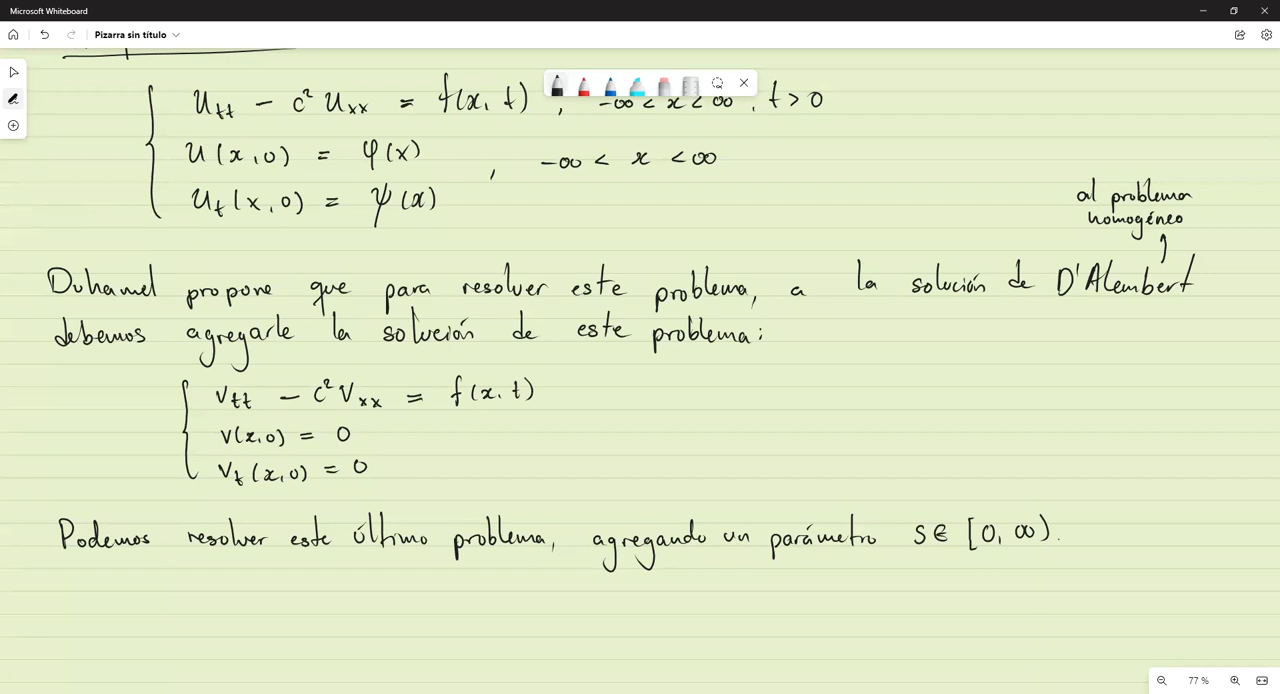 Microsoft Whiteboard
Pizarra sin título
U_tt − c² U_xx = f(x, t) , −∞ < x < ∞, t > 0
u(x,0) = φ(x)
, −∞ < x < ∞
U_t(x,0) = ψ(x)
al problema
homogéneo
Duhamel propone que para resolver este problema, a la solución de D'Alembert
debemos agregarle la solución de este problema:
V_tt − c² V_xx = f(x, t)
V(x,0) = 0
V_t(x,0) = 0
Podemos resolver este último problema, agregando un parámetro s∈ [0, ∞).
77 %